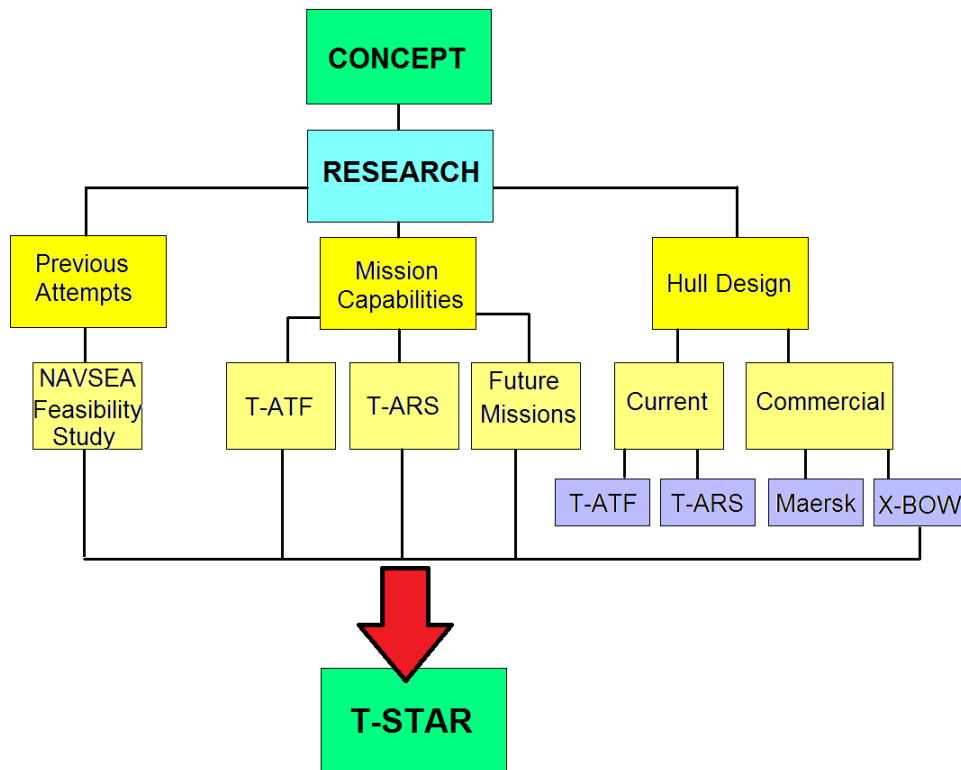 CONCEPT
RESEARCH
Previous
Attempts
Mission
Capabilities
Hull Design
NAVSEA
Feasibility
Study
T-ATF
T-ARS
Future
Missions
Current
Commercial
T-ATF
T-ARS
Maersk
X-BOW
T-STAR